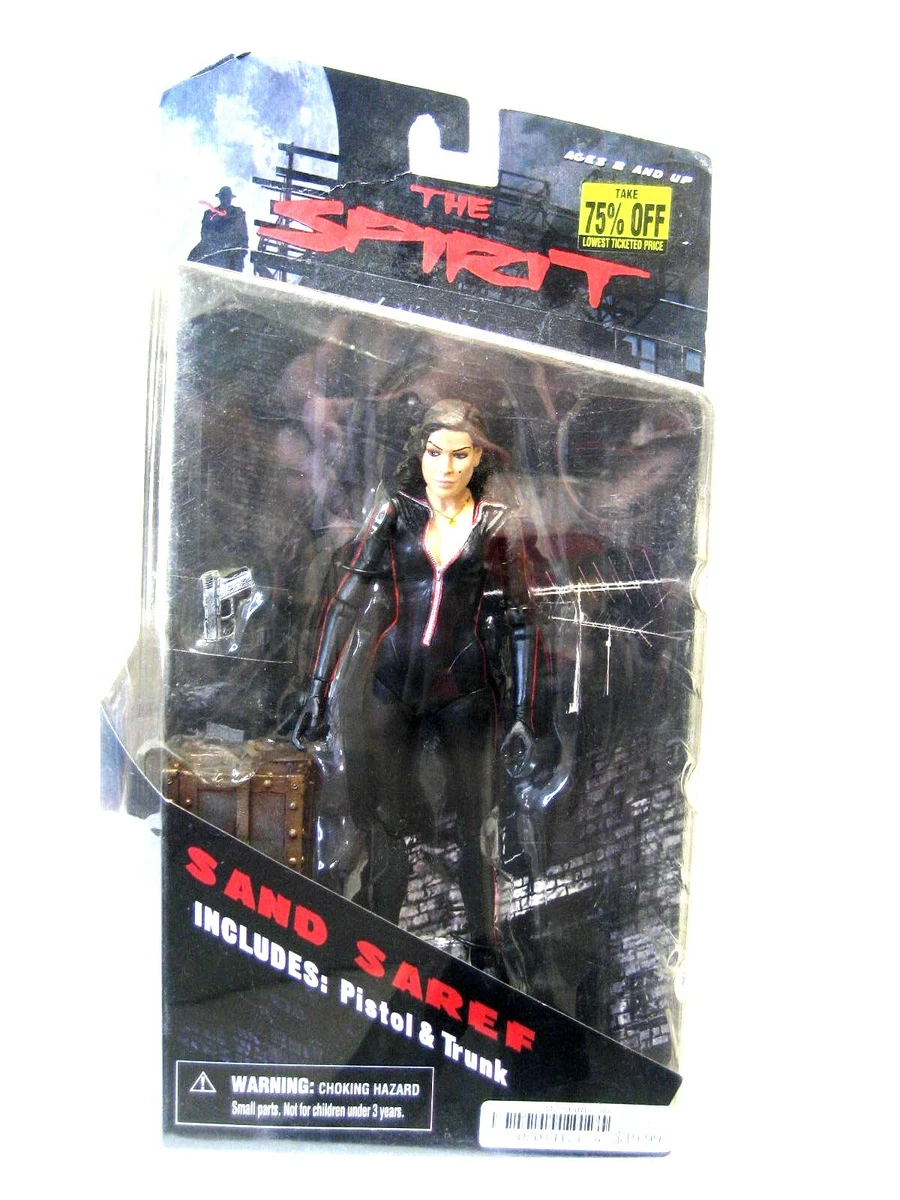 AGES 8 AND UP
THE
SPIRIT
TAKE
75% OFF
LOWEST TICKETED PRICE
SAND SAREF
INCLUDES: Pistol & Trunk
WARNING: CHOKING HAZARD
Small parts. Not for children under 3 years.